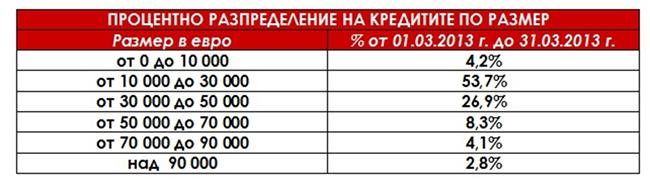 ПРОЦЕНТНО РАЗПРЕДЕЛЕНИЕ НА КРЕДИТИТЕ ПО РАЗМЕР
Размер в евро % от 01.03.2013 г. до 31.03.2013 г.
от 0 до 10 000 4,2%
от 10 000 до 30 000 53,7%
от 30 000 до 50 000 26,9%
от 50 000 до 70 000 8,3%
от 70 000 до 90 000 4,1%
над 90 000 2,8%